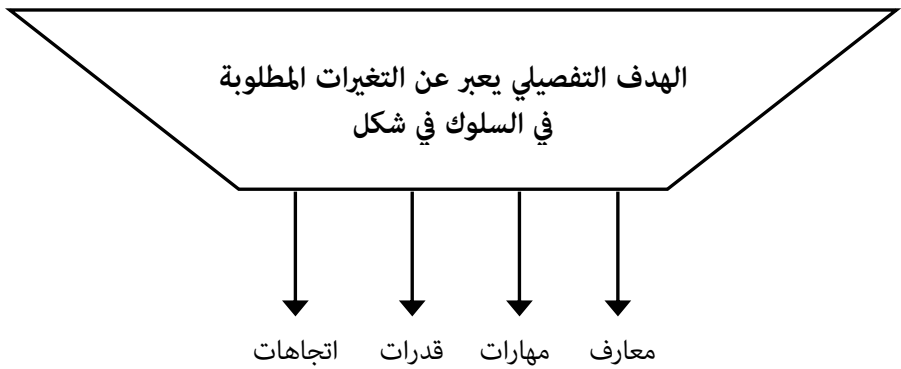 الهدف التفصيلي يعبر عن التغيرات المطلوبة
في السلوك في شكل
معارف مهارات قدرات اتجاهات